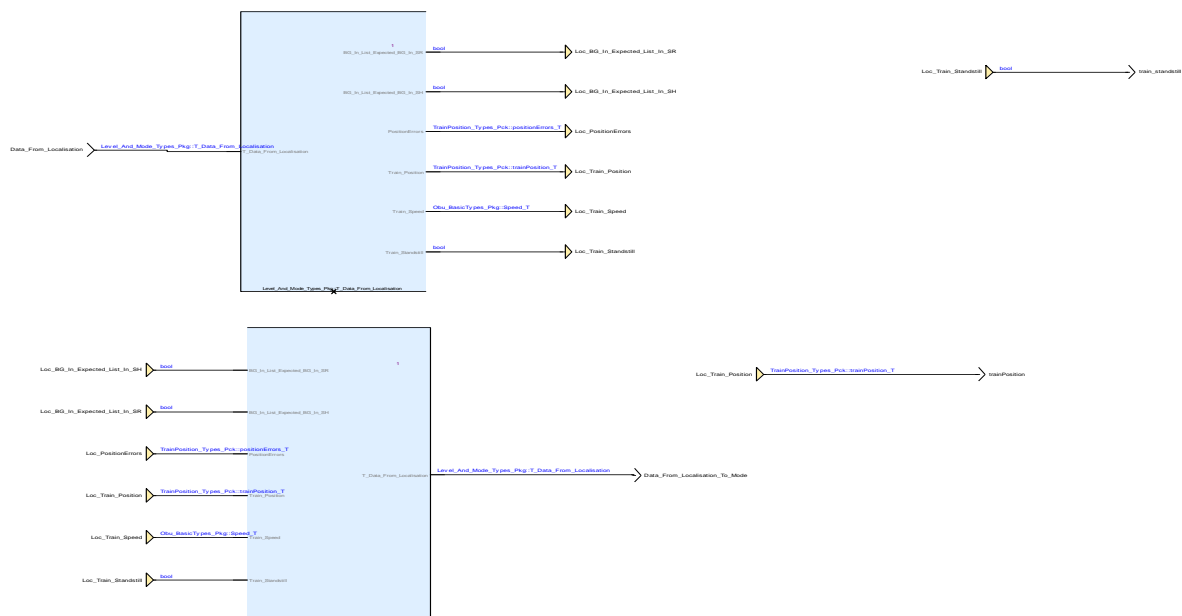 BG_In_List_Expected_BG_In_SR
bool
Loc_BG_In_Expected_List_In_SR
BG_In_List_Expected_BG_In_SH
bool
Loc_BG_In_Expected_List_In_SH
PositionErrors
TrainPosition_Types_Pck::positionErrors_T
Loc_PositionErrors
Data_From_Localisation
Level_And_Mode_Types_Pkg::T_Data_From_Localisation
T_Data_From_Localisation
Train_Position
TrainPosition_Types_Pck::trainPosition_T
Loc_Train_Position
Train_Speed
Obu_BasicTypes_Pkg::Speed_T
Loc_Train_Speed
Train_Standstill
bool
Loc_Train_Standstill
Level_And_Mode_Types_Pkg::T_Data_From_Localisation
Loc_Train_Standstill
bool
train_standstill
Loc_BG_In_Expected_List_In_SH
bool
BG_In_List_Expected_BG_In_SR
Loc_BG_In_Expected_List_In_SR
bool
BG_In_List_Expected_BG_In_SH
Loc_PositionErrors
TrainPosition_Types_Pck::positionErrors_T
PositionErrors
Loc_Train_Position
TrainPosition_Types_Pck::trainPosition_T
Train_Position
Loc_Train_Speed
Obu_BasicTypes_Pkg::Speed_T
Train_Speed
Loc_Train_Standstill
bool
Train_Standstill
T_Data_From_Localisation
Level_And_Mode_Types_Pkg::T_Data_From_Localisation
Data_From_Localisation_To_Mode
Loc_Train_Position
TrainPosition_Types_Pck::trainPosition_T
trainPosition